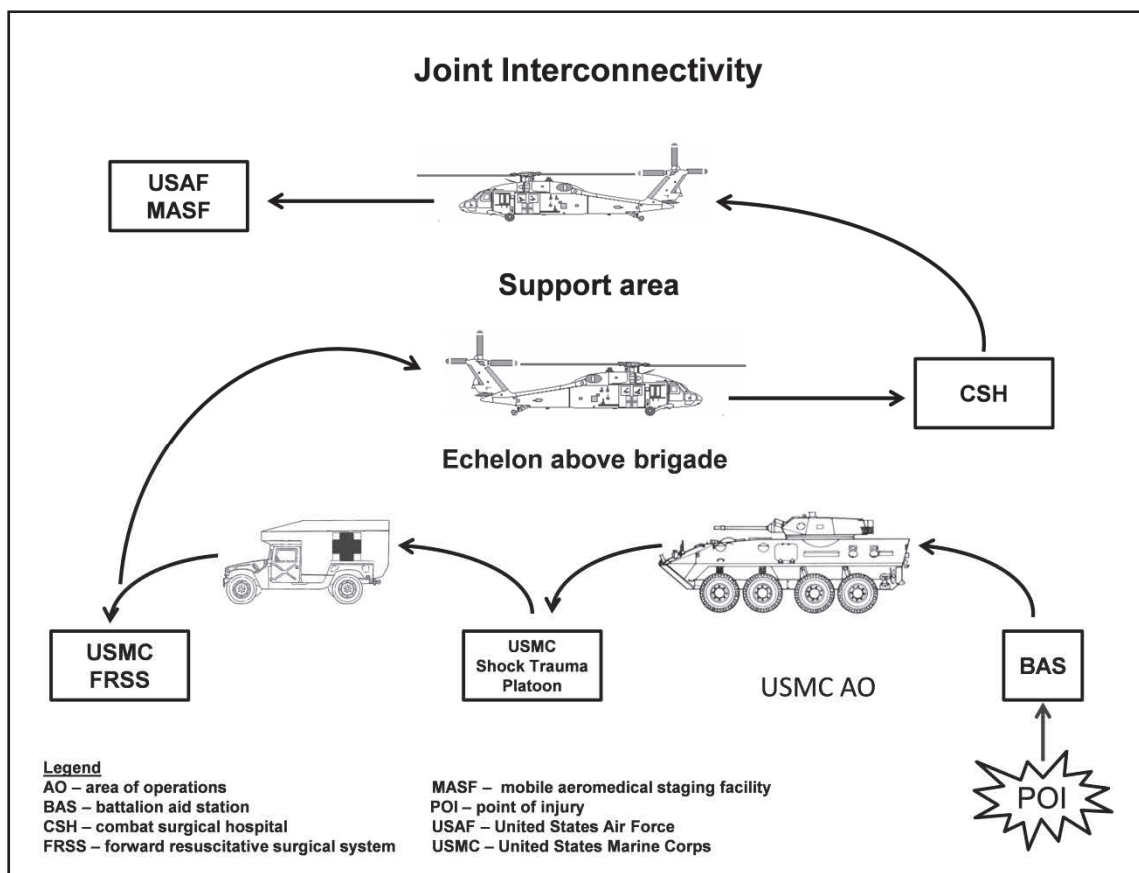 Joint Interconnectivity
USAF
MASF
Support area
CSH
Echelon above brigade
USMC
FRSS
USMC
Shock Trauma
Platoon
USMC AO
BAS
POI
Legend
AO – area of operations
BAS – battalion aid station
CSH – combat surgical hospital
FRSS – forward resuscitative surgical system
MASF – mobile aeromedical staging facility
POI – point of injury
USAF – United States Air Force
USMC – United States Marine Corps